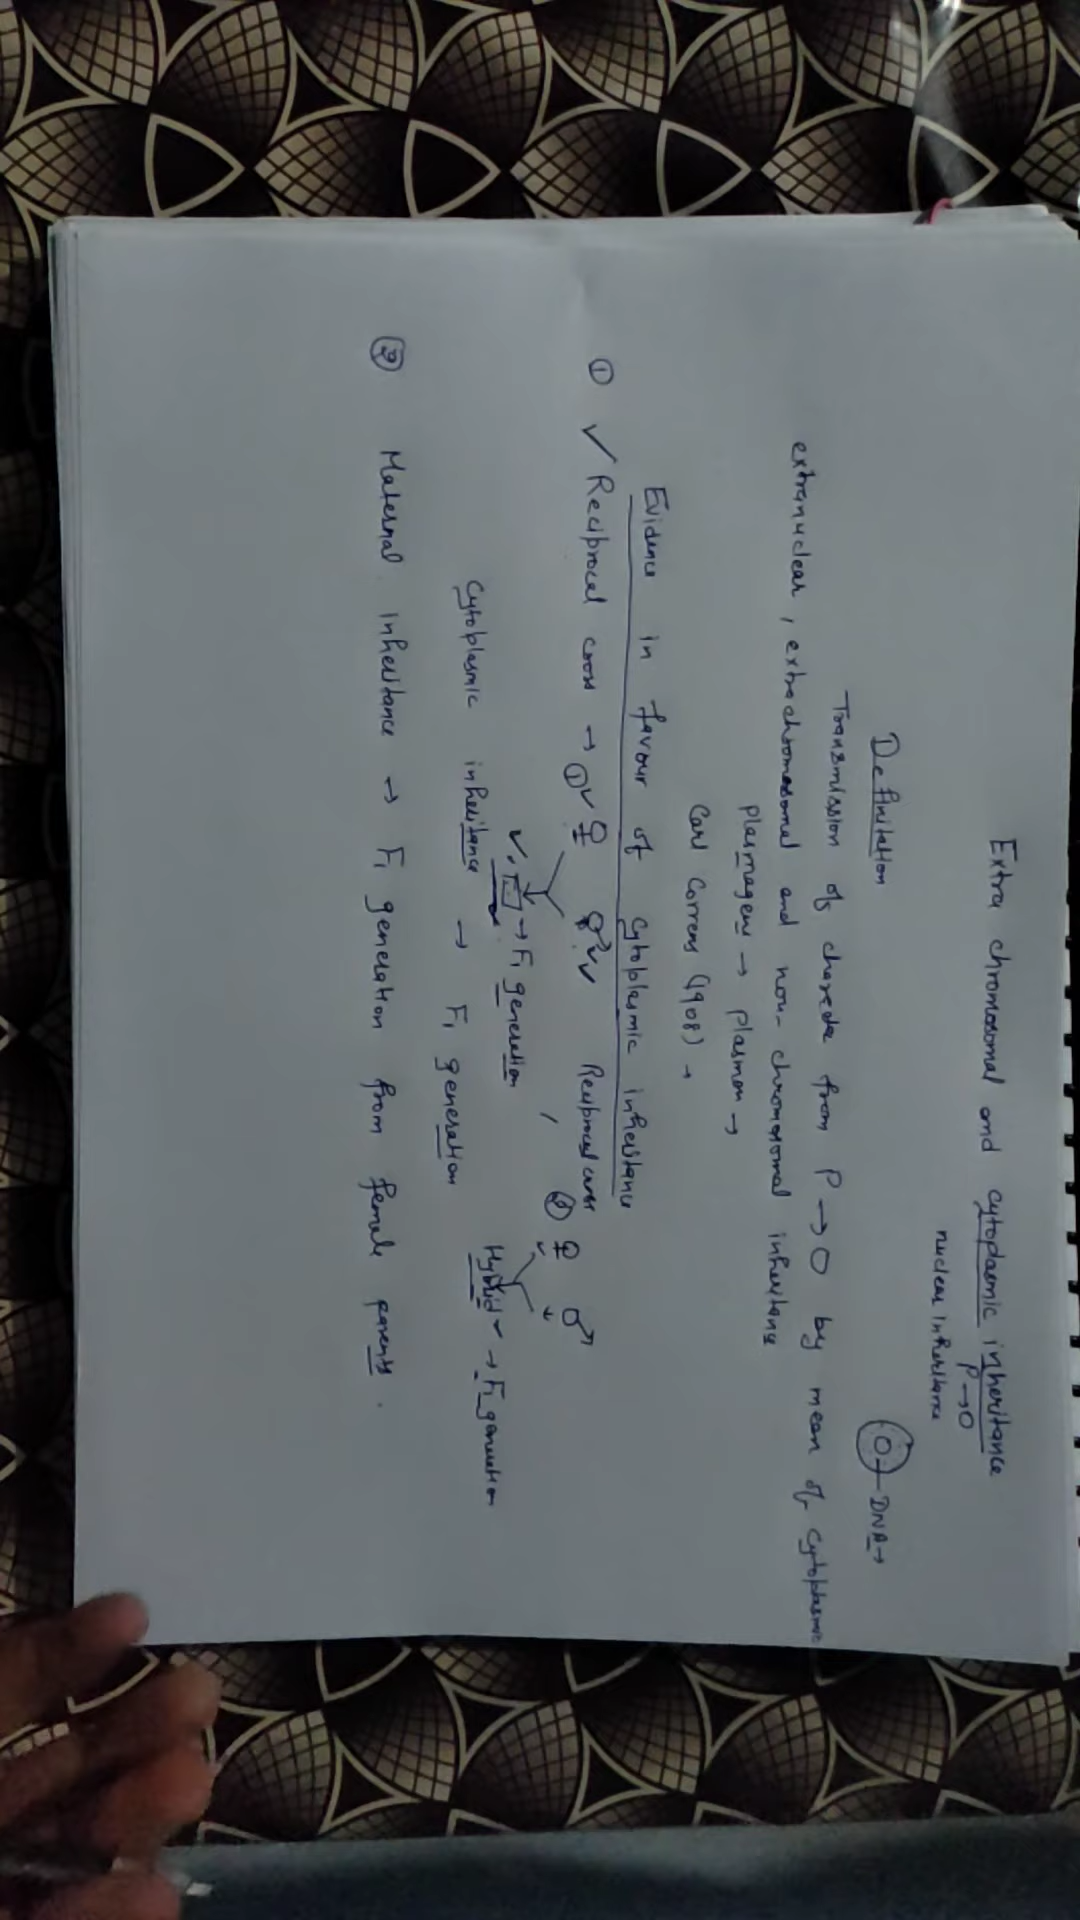 Extra chromosomal and cytoplasmic inheritance
P → O
nuclear inheritance
Definitation
DNA →
Transmission of charecte from P → O by mean of cytoplasmic
extranuclear, extrachromosomal and non-chromosomal inheritance
Plasmagene → plasmon →
Carl Correns (1908) →
Evidence in favour of cytoplasmic inheritance
① ✓ Reciprocal cross → ① ✓ ♀ ♂ ✓ Reciprocal cross ② ♀ ♂
→ F₁ generation , Hybrid ✓ → F₁ generation
Cytoplasmic inheritance → F₁ generation
② Maternal inheritance → F₁ generation from female parents.